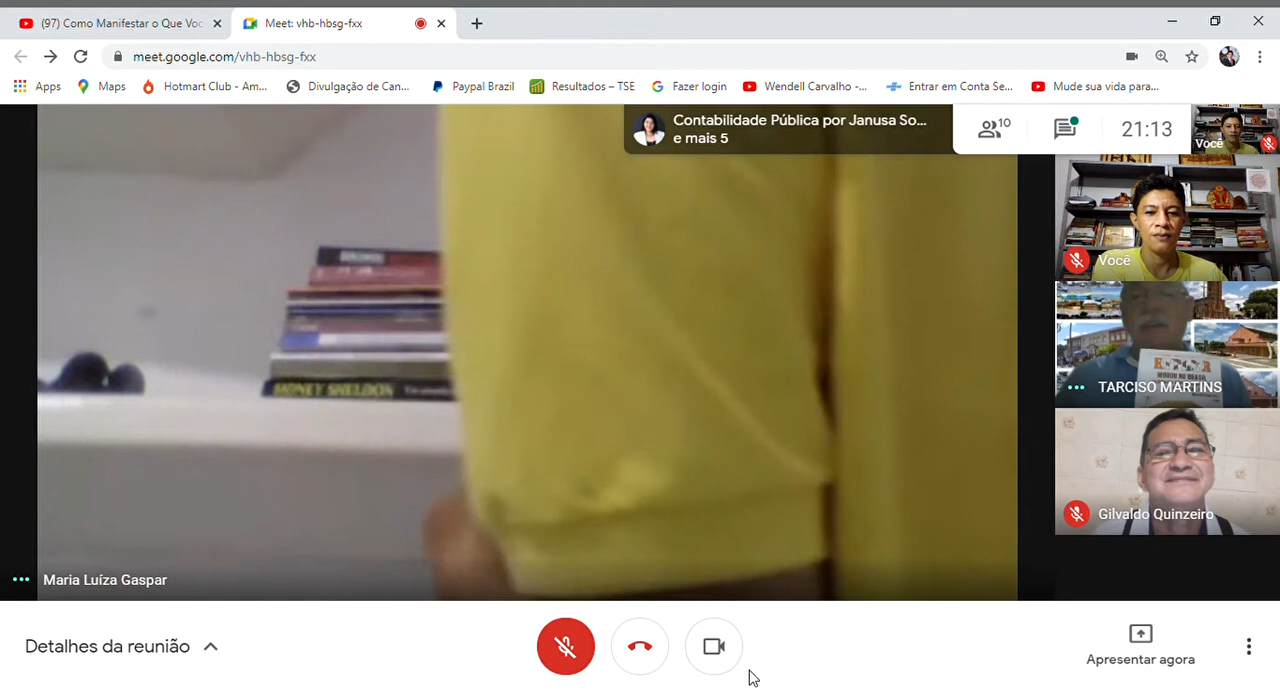 (97) Como Manifestar o Que Voc
Meet: vhb-hbsg-fxx
meet.google.com/vhb-hbsg-fxx
Apps
Maps
Hotmart Club - Am...
Divulgação de Can...
Paypal Brazil
Resultados – TSE
Fazer login
Wendell Carvalho -...
Entrar em Conta Se...
Mude sua vida para...
Contabilidade Pública por Janusa So...
e mais 5
10
21:13
Você
Você
MUNDO NO BRASIL
TARCISO MARTINS
Gilvaldo Quinzeiro
SIDNEY SHELDON
Maria Luíza Gaspar
Detalhes da reunião
Apresentar agora